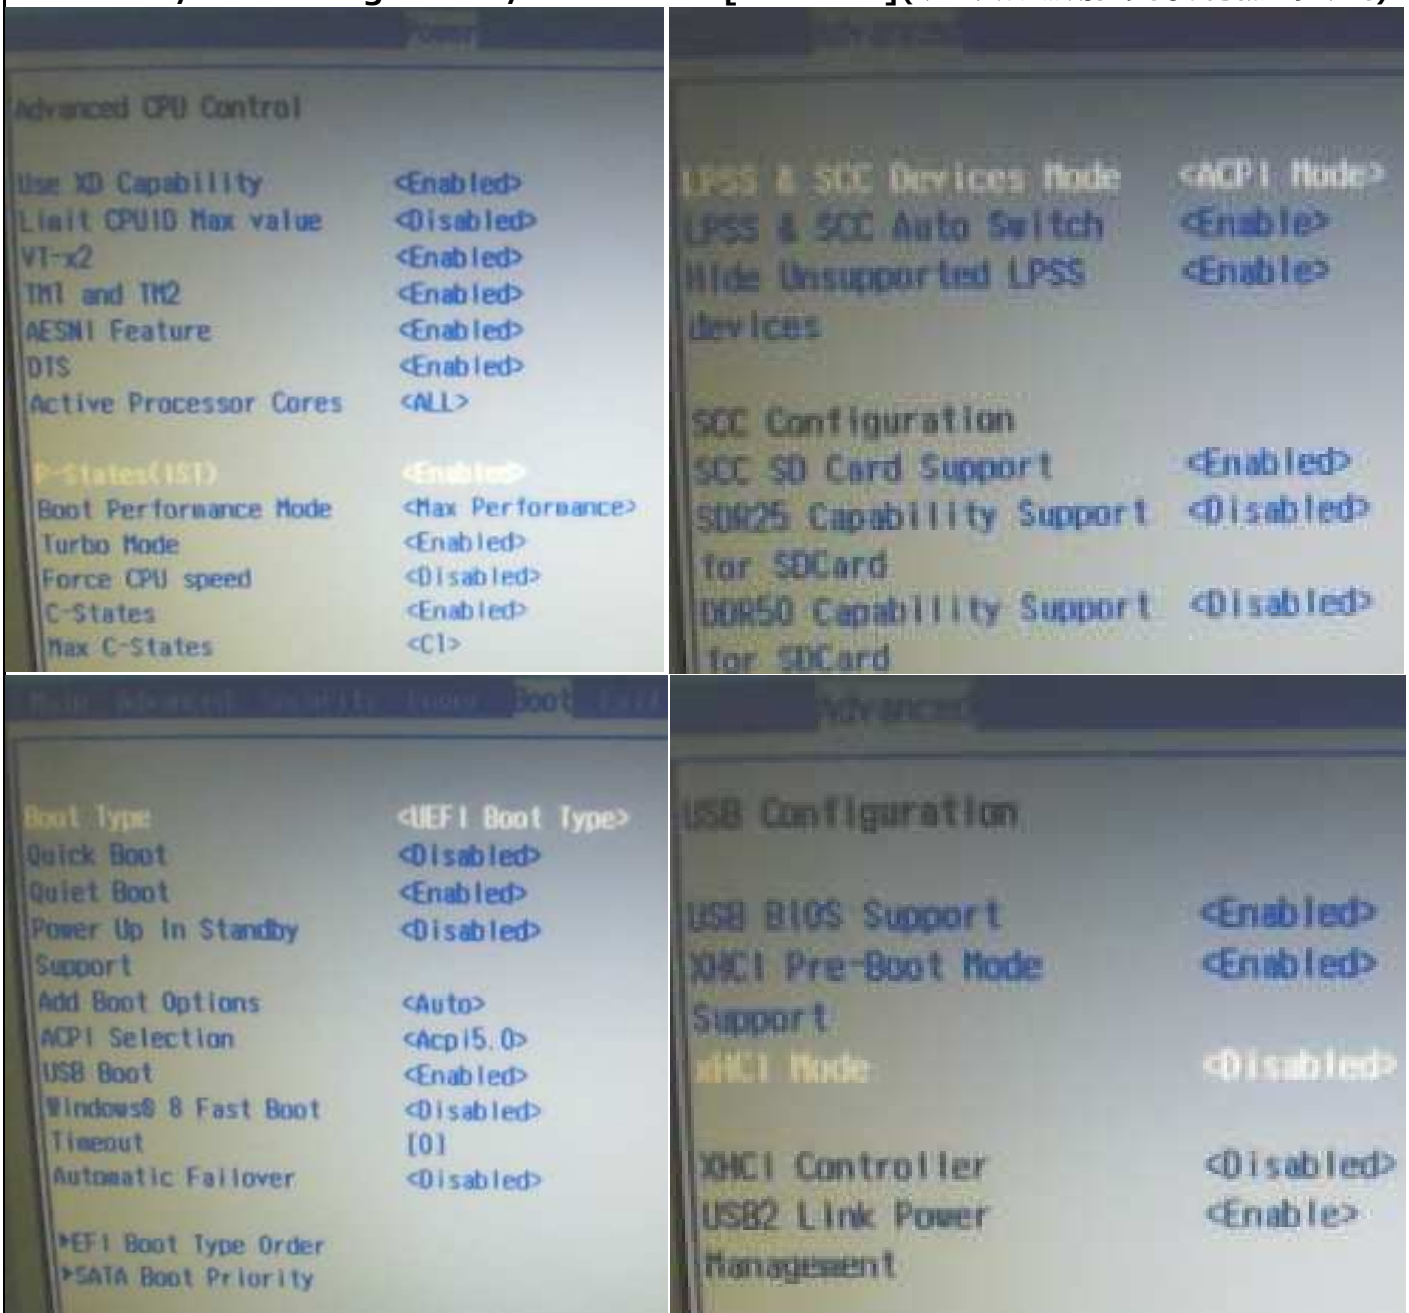 Power
Advanced CPU Control
Use XD Capability <Enabled>
Limit CPUID Max value <Disabled>
VT-x2 <Enabled>
TM1 and TM2 <Enabled>
AESNI Feature <Enabled>
DTS <Enabled>
Active Processor Cores <ALL>
P-States(IST) <Enabled>
Boot Performance Mode <Max Performance>
Turbo Mode <Enabled>
Force CPU speed <Disabled>
C-States <Enabled>
Max C-States <C1>
Advanced
LPSS & SCC Devices Mode <ACPI Mode>
LPSS & SCC Auto Switch <Enable>
Hide Unsupported LPSS <Enable>
devices
SCC Configuration
SCC SD Card Support <Enabled>
SDR25 Capability Support <Disabled>
for SDCard
DDR50 Capability Support <Disabled>
for SDCard
Main Advanced Security Power Boot Exit
Boot Type <UEFI Boot Type>
Quick Boot <Disabled>
Quiet Boot <Enabled>
Power Up In Standby <Disabled>
Support
Add Boot Options <Auto>
ACPI Selection <Acpi5.0>
USB Boot <Enabled>
Windows® 8 Fast Boot <Disabled>
Timeout [0]
Automatic Failover <Disabled>
▶EFI Boot Type Order
▶SATA Boot Priority
Advanced
USB Configuration
USB BIOS Support <Enabled>
XHCI Pre-Boot Mode <Enabled>
Support
xHCI Mode <Disabled>
XHCI Controller <Disabled>
USB2 Link Power <Enable>
Management